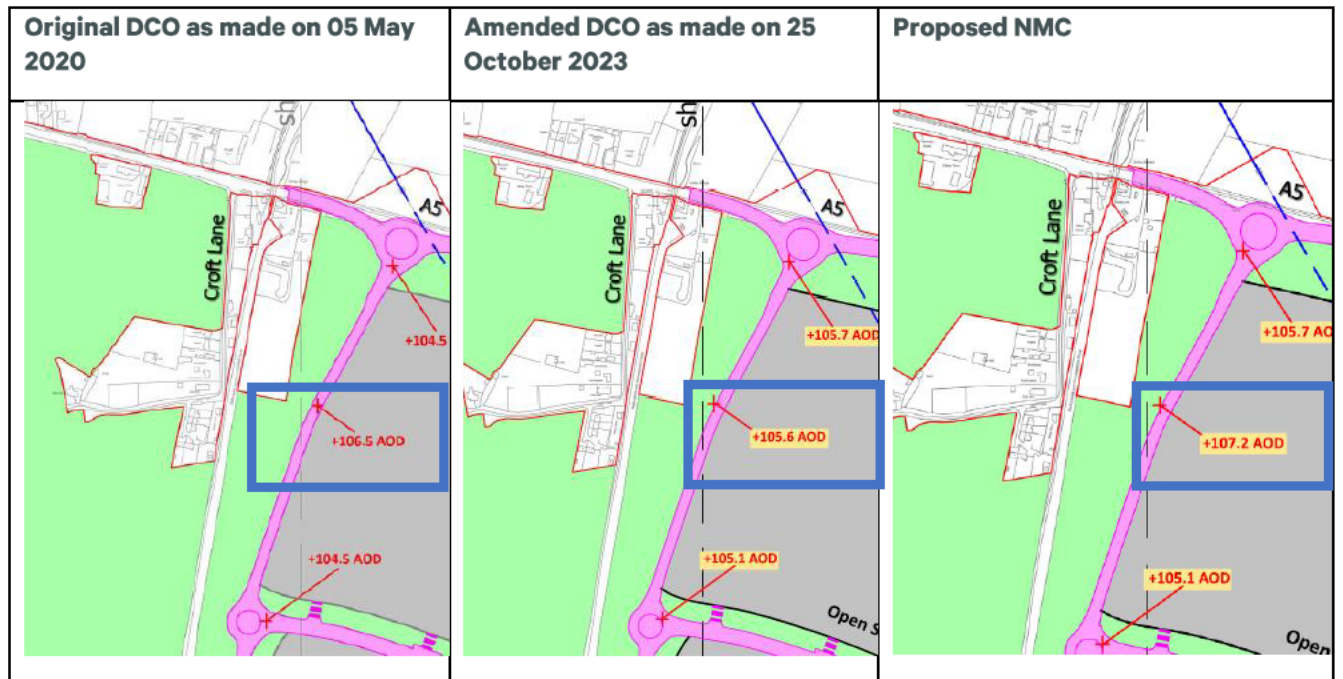 Original DCO as made on 05 May
2020
Amended DCO as made on 25
October 2023
Proposed NMC
sh
A5
Croft Lane
+104.5
+106.5 AOD
+104.5 AOD
sh
A5
Croft Lane
+105.7 AOD
+105.6 AOD
+105.1 AOD
Open S
A5
Croft Lane
+105.7 AO
+107.2 AOD
+105.1 AOD
Open